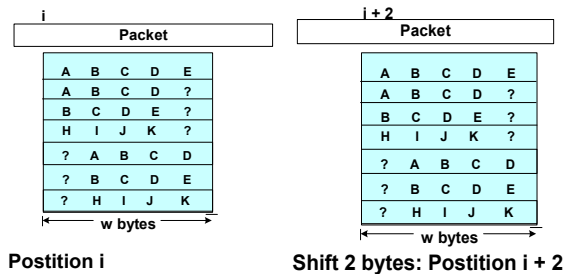 i
Packet
A B C D E
A B C D ?
B C D E ?
H I J K ?
? A B C D
? B C D E
? H I J K
w bytes
Postition i
i + 2
Packet
A B C D E
A B C D ?
B C D E ?
H I J K ?
? A B C D
? B C D E
? H I J K
w bytes
Shift 2 bytes: Postition i + 2